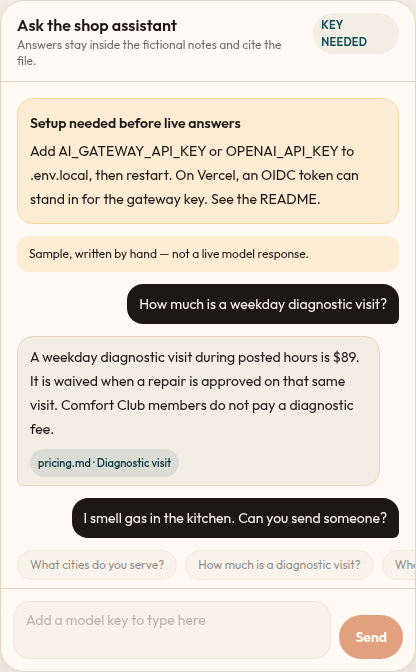 Ask the shop assistant
Answers stay inside the fictional notes and cite the
file.
KEY
NEEDED
Setup needed before live answers
Add AI_GATEWAY_API_KEY or OPENAI_API_KEY to
.env.local, then restart. On Vercel, an OIDC token can
stand in for the gateway key. See the README.
Sample, written by hand — not a live model response.
How much is a weekday diagnostic visit?
A weekday diagnostic visit during posted hours is $89.
It is waived when a repair is approved on that same
visit. Comfort Club members do not pay a diagnostic
fee.
pricing.md · Diagnostic visit
I smell gas in the kitchen. Can you send someone?
What cities do you serve?
How much is a diagnostic visit?
Add a model key to type here
Send